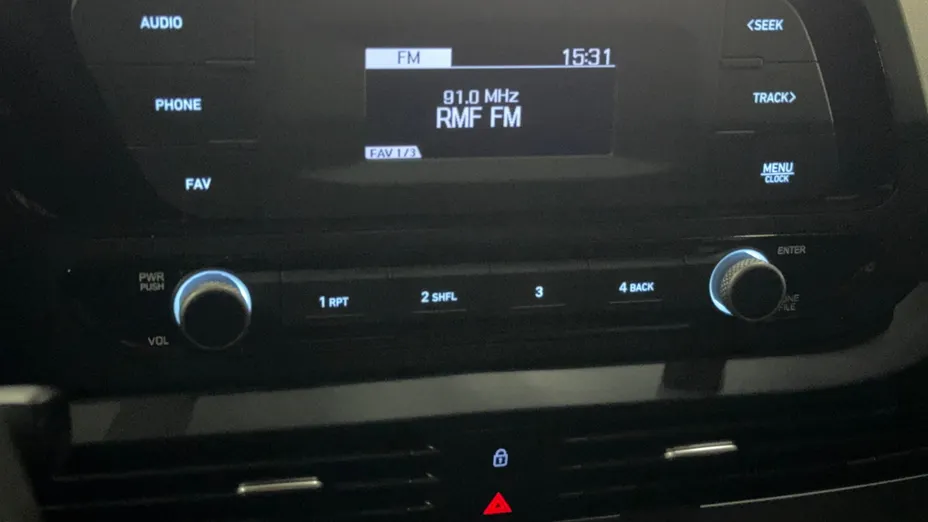 AUDIO
<SEEK
FM 15:31
91.0 MHz
RMF FM
PHONE
TRACK>
FAV 1/3
FAV
MENU
CLOCK
ENTER
PWR
PUSH
1 RPT
2 SHFL
3
4 BACK
FILE
VOL